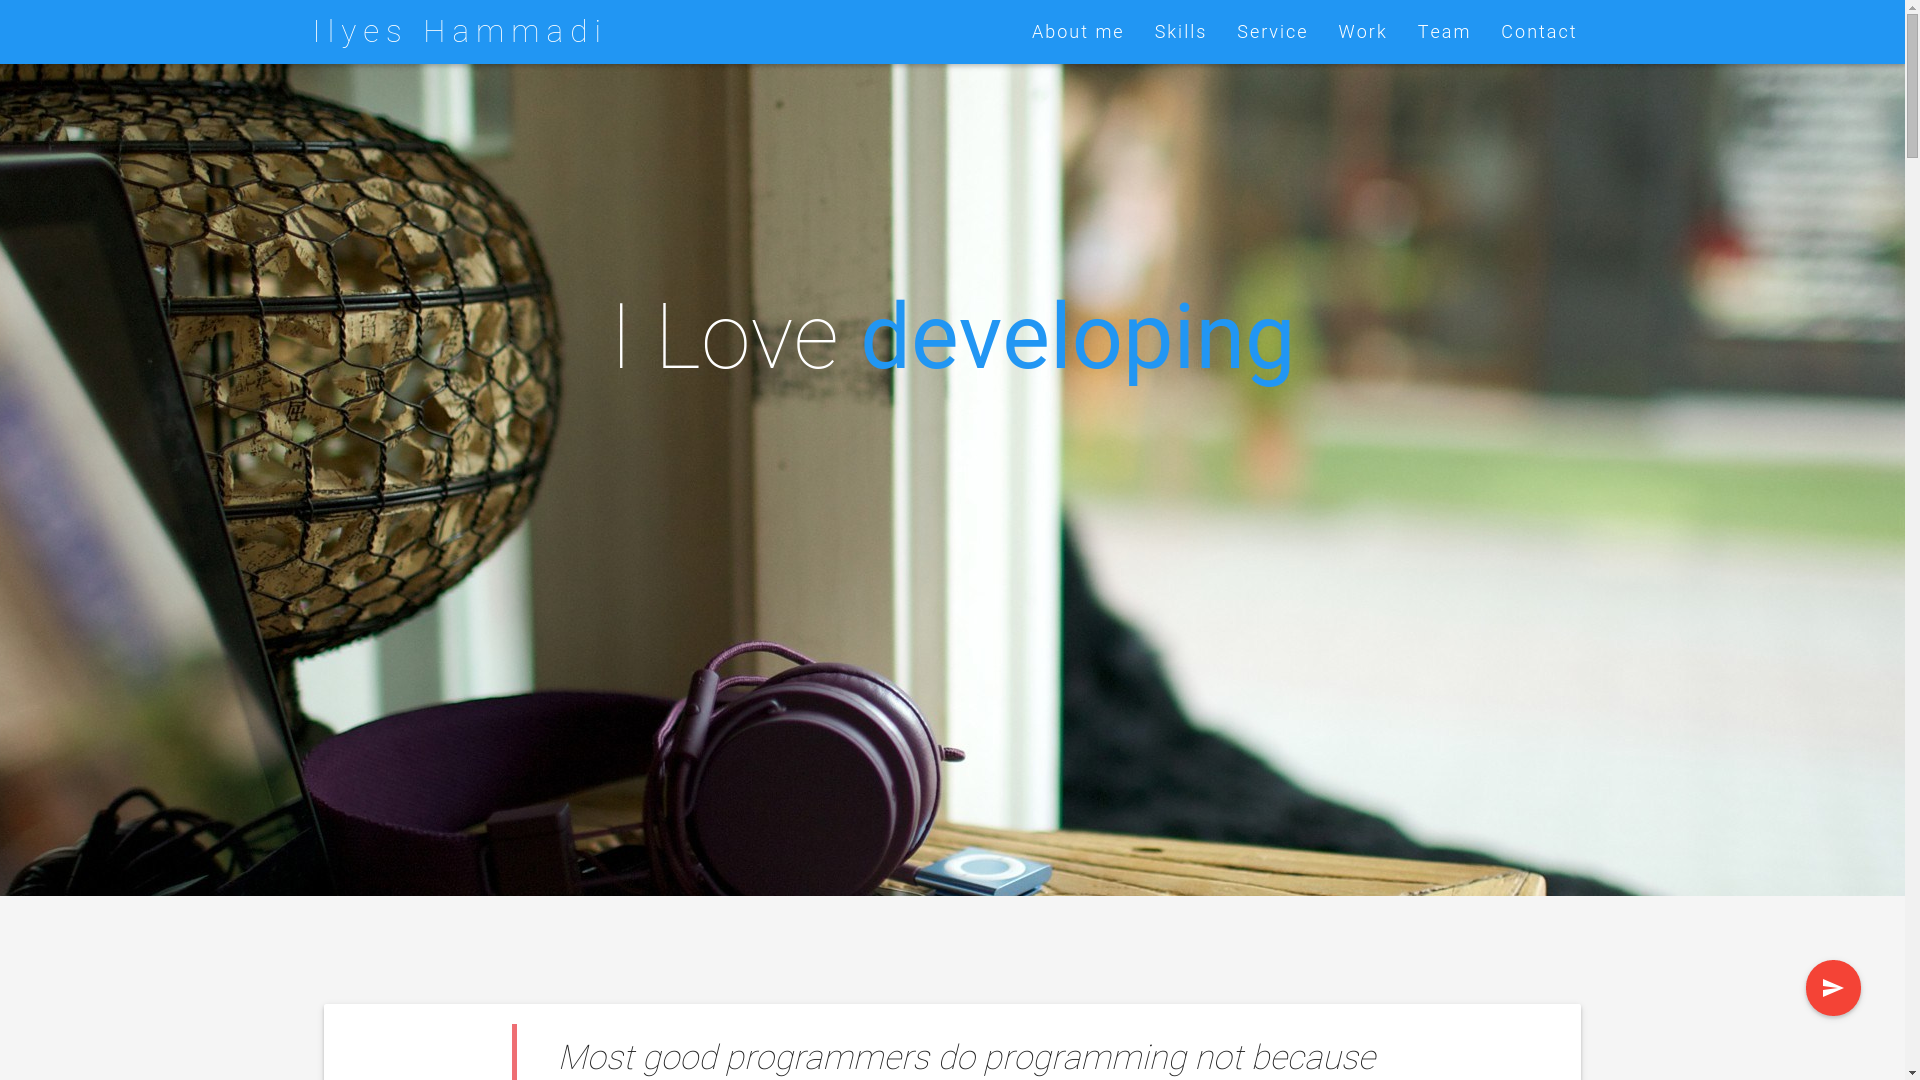 Ilyes Hammadi
About me Skills Service Work Team Contact
I Love developing
Most good programmers do programming not because